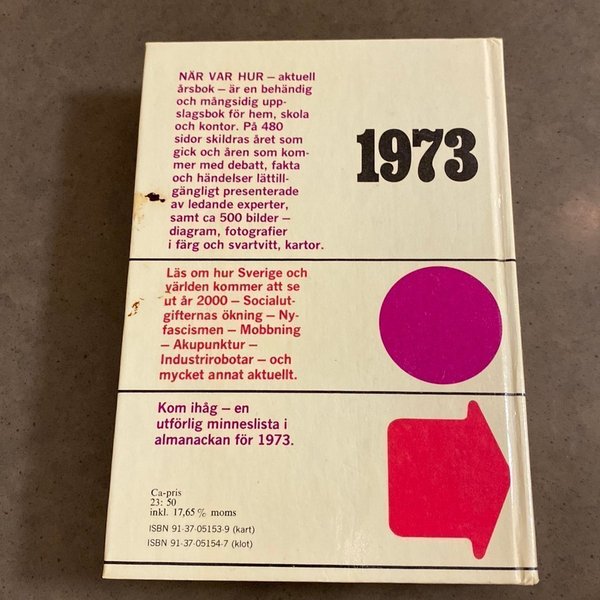 NÄR VAR HUR – aktuell
årsbok – är en behändig
och mångsidig upp-
slagsbok för hem, skola
och kontor. På 480
sidor skildras året som
gick och åren som kom-
mer med debatt, fakta
och händelser lättill-
gängligt presenterade
av ledande experter,
samt ca 500 bilder –
diagram, fotografier
i färg och svartvitt, kartor.
1973
Läs om hur Sverige och
världen kommer att se
ut år 2000 – Socialut-
gifternas ökning – Ny-
fascismen – Mobbning
– Akupunktur –
Industrirobotar – och
mycket annat aktuellt.
Kom ihåg – en
utförlig minneslista i
almanackan för 1973.
Ca-pris
23: 50
inkl. 17,65 % moms
ISBN 91-37-05153-9 (kart)
ISBN 91-37-05154-7 (klot)